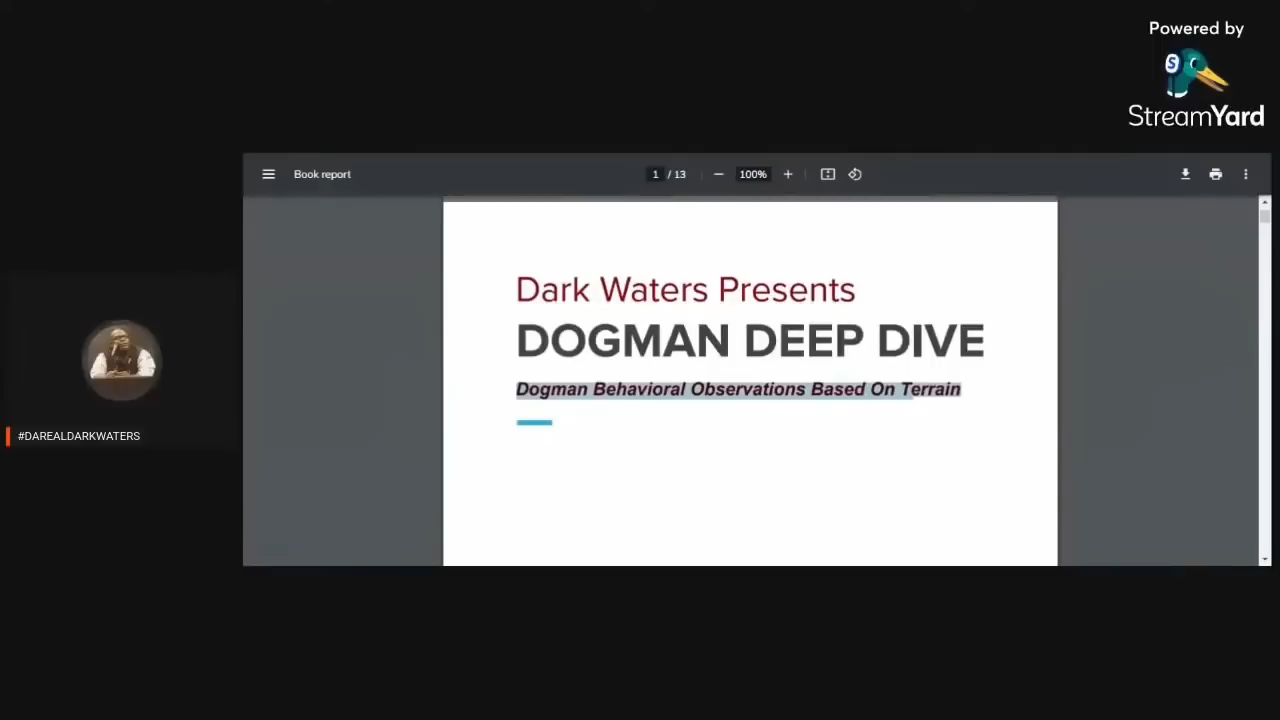 Powered by
StreamYard
Book report
1 / 13
100%
Dark Waters Presents
DOGMAN DEEP DIVE
Dogman Behavioral Observations Based On Terrain
#DAREALDARKWATERS